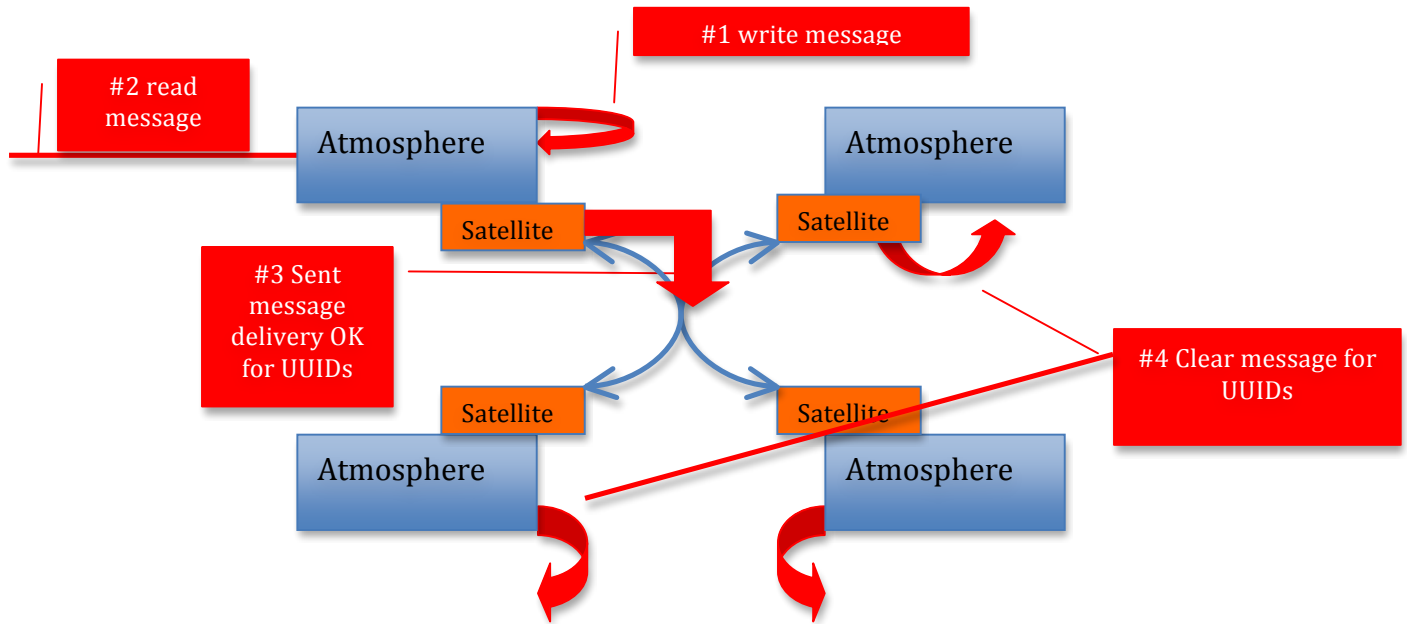 #1 write message
#2 read
message
Atmosphere
Atmosphere
Satellite
Satellite
#3 Sent
message
delivery OK
for UUIDs
#4 Clear message for
UUIDs
Satellite
Satellite
Atmosphere
Atmosphere